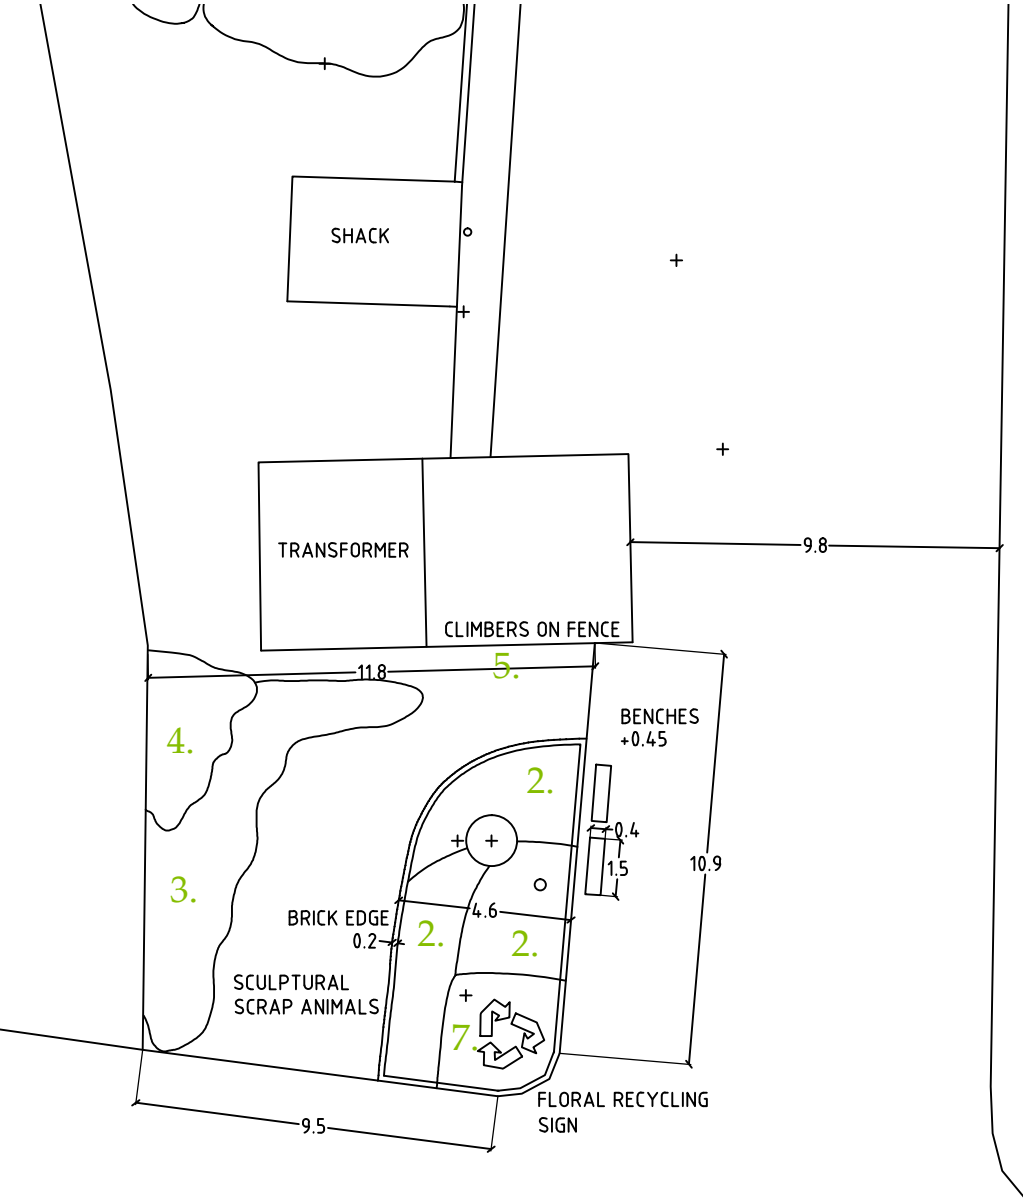 SHACK
9.8
TRANSFORMER
CLIMBERS ON FENCE
5.
11.8
BENCHES
+0.45
4.
2.
0.4
10.9
1.5
3.
4.6
BRICK EDGE
0.2
2.
2.
SCULPTURAL
SCRAP ANIMALS
7.
FLORAL RECYCLING
SIGN
9.5